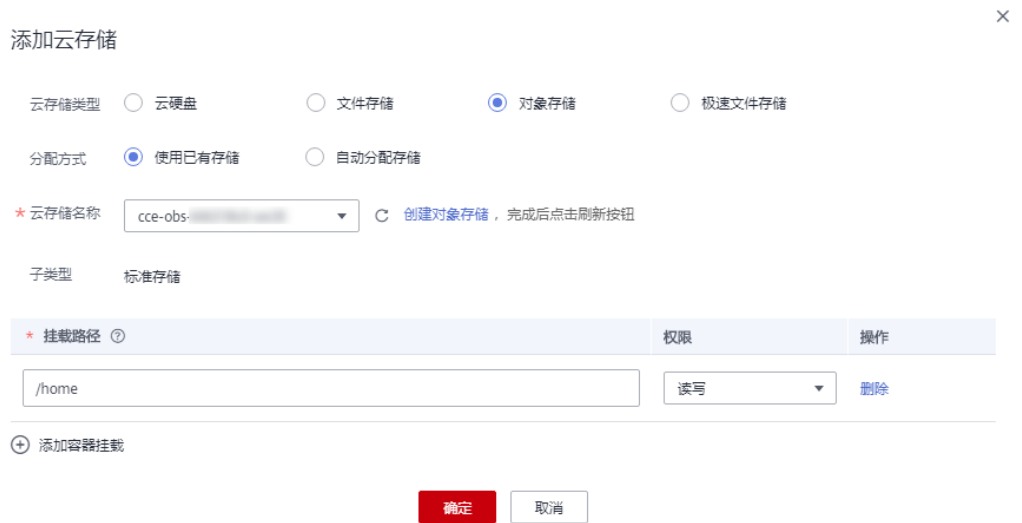 添加云存储
云存储类型 云硬盘 文件存储 对象存储 极速文件存储
分配方式 使用已有存储 自动分配存储
* 云存储名称 cce-obs- 创建对象存储，完成后点击刷新按钮
子类型 标准存储
* 挂载路径 ? 权限 操作
/home 读写 删除
添加容器挂载
确定 取消